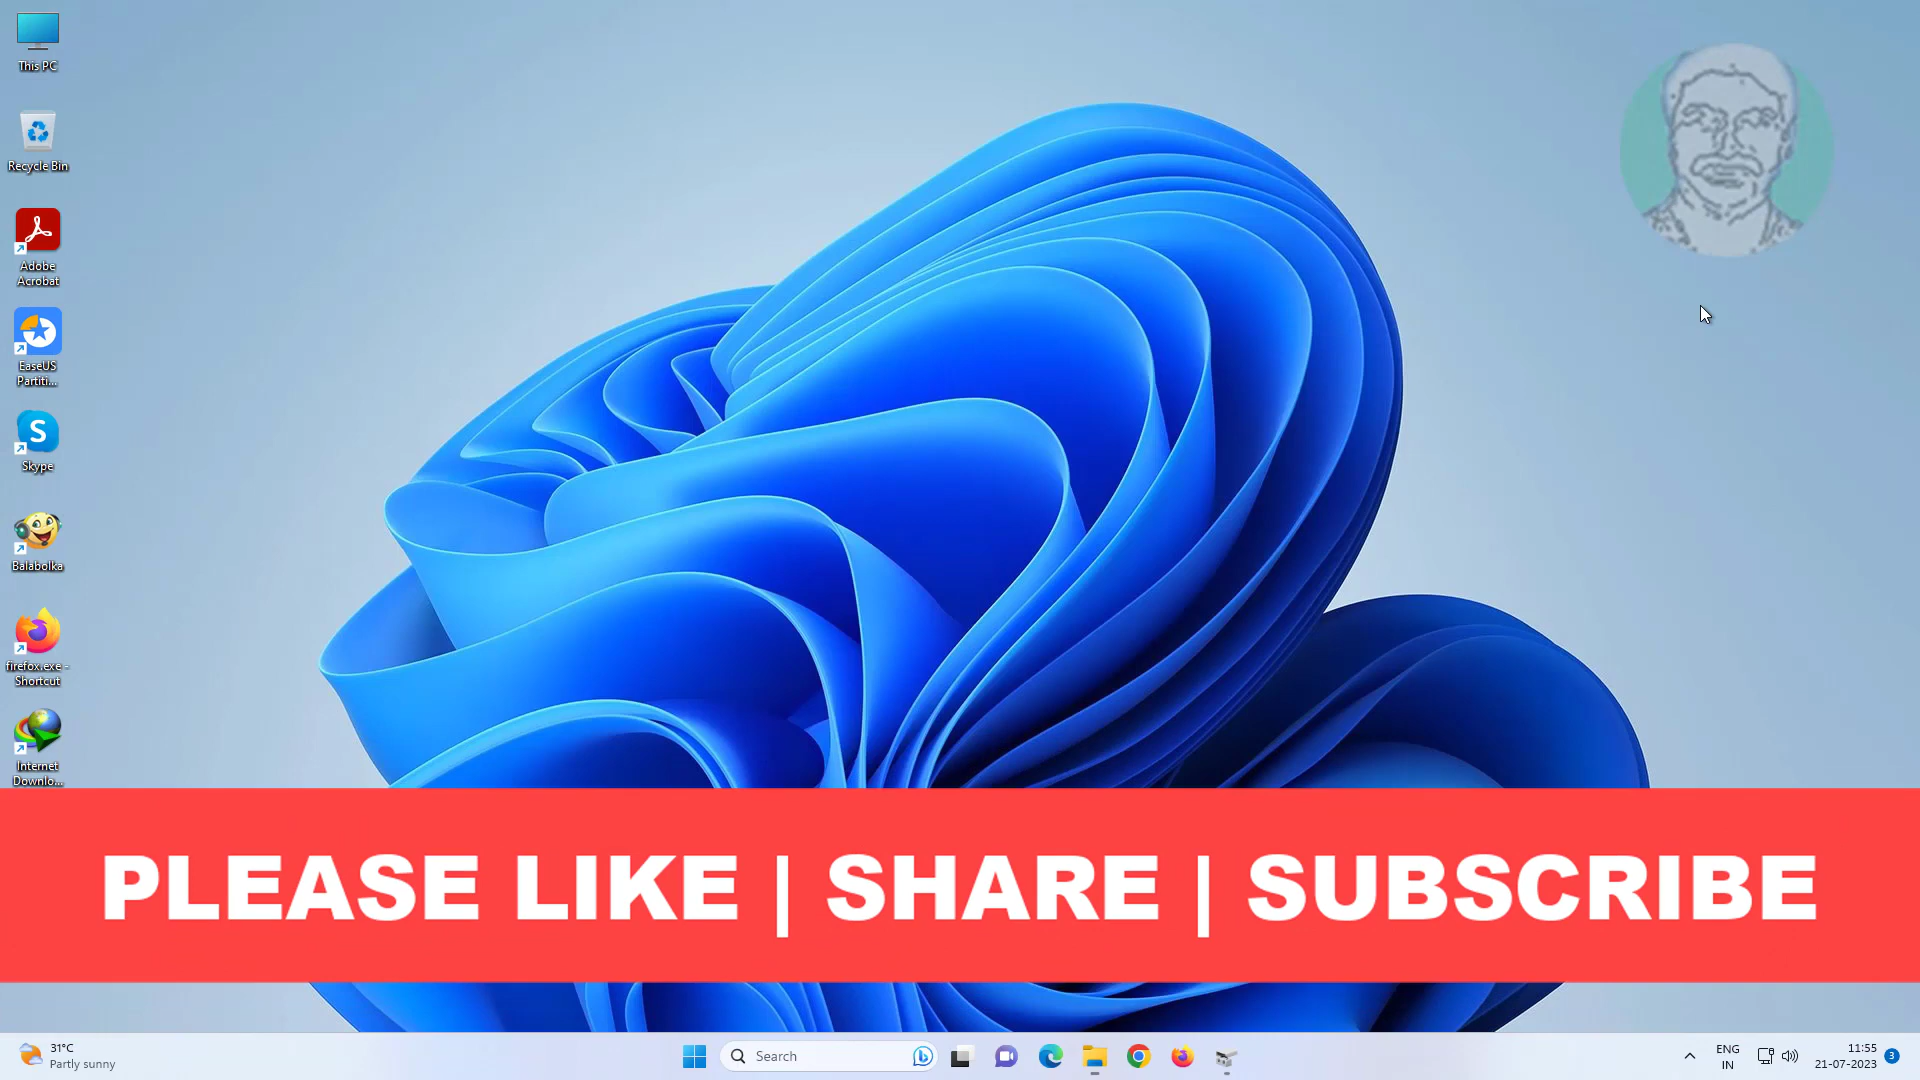 This PC
Recycle Bin
Adobe
Acrobat
EaseUS
Partiti...
S
Skype
Balabolka
firefox.exe -
Shortcut
Internet
Downlo...
PLEASE LIKE | SHARE | SUBSCRIBE
31°C
Partly sunny
Search
ENG
IN
11:55
21-07-2023
3